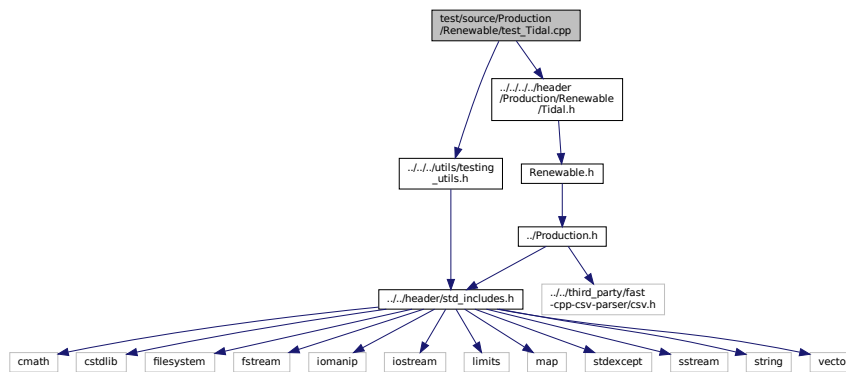 test/source/Production
/Renewable/test_Tidal.cpp
../../../../header
/Production/Renewable
/Tidal.h
../../../utils/testing
_utils.h
Renewable.h
../Production.h
../../header/std_includes.h
../../third_party/fast
-cpp-csv-parser/csv.h
cmath
cstdlib
filesystem
fstream
iomanip
iostream
limits
map
stdexcept
sstream
string
vecto